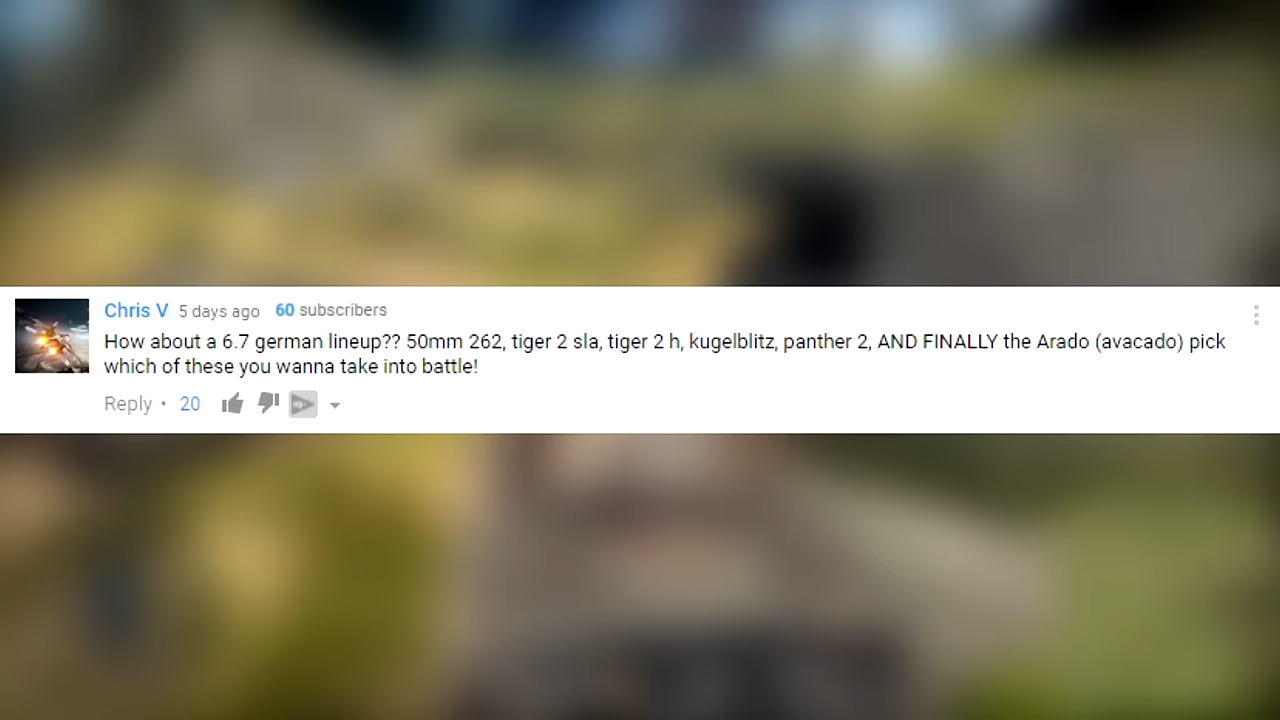 Chris V 5 days ago 60 subscribers
How about a 6.7 german lineup?? 50mm 262, tiger 2 sla, tiger 2 h, kugelblitz, panther 2, AND FINALLY the Arado (avacado) pick
which of these you wanna take into battle!
Reply • 20